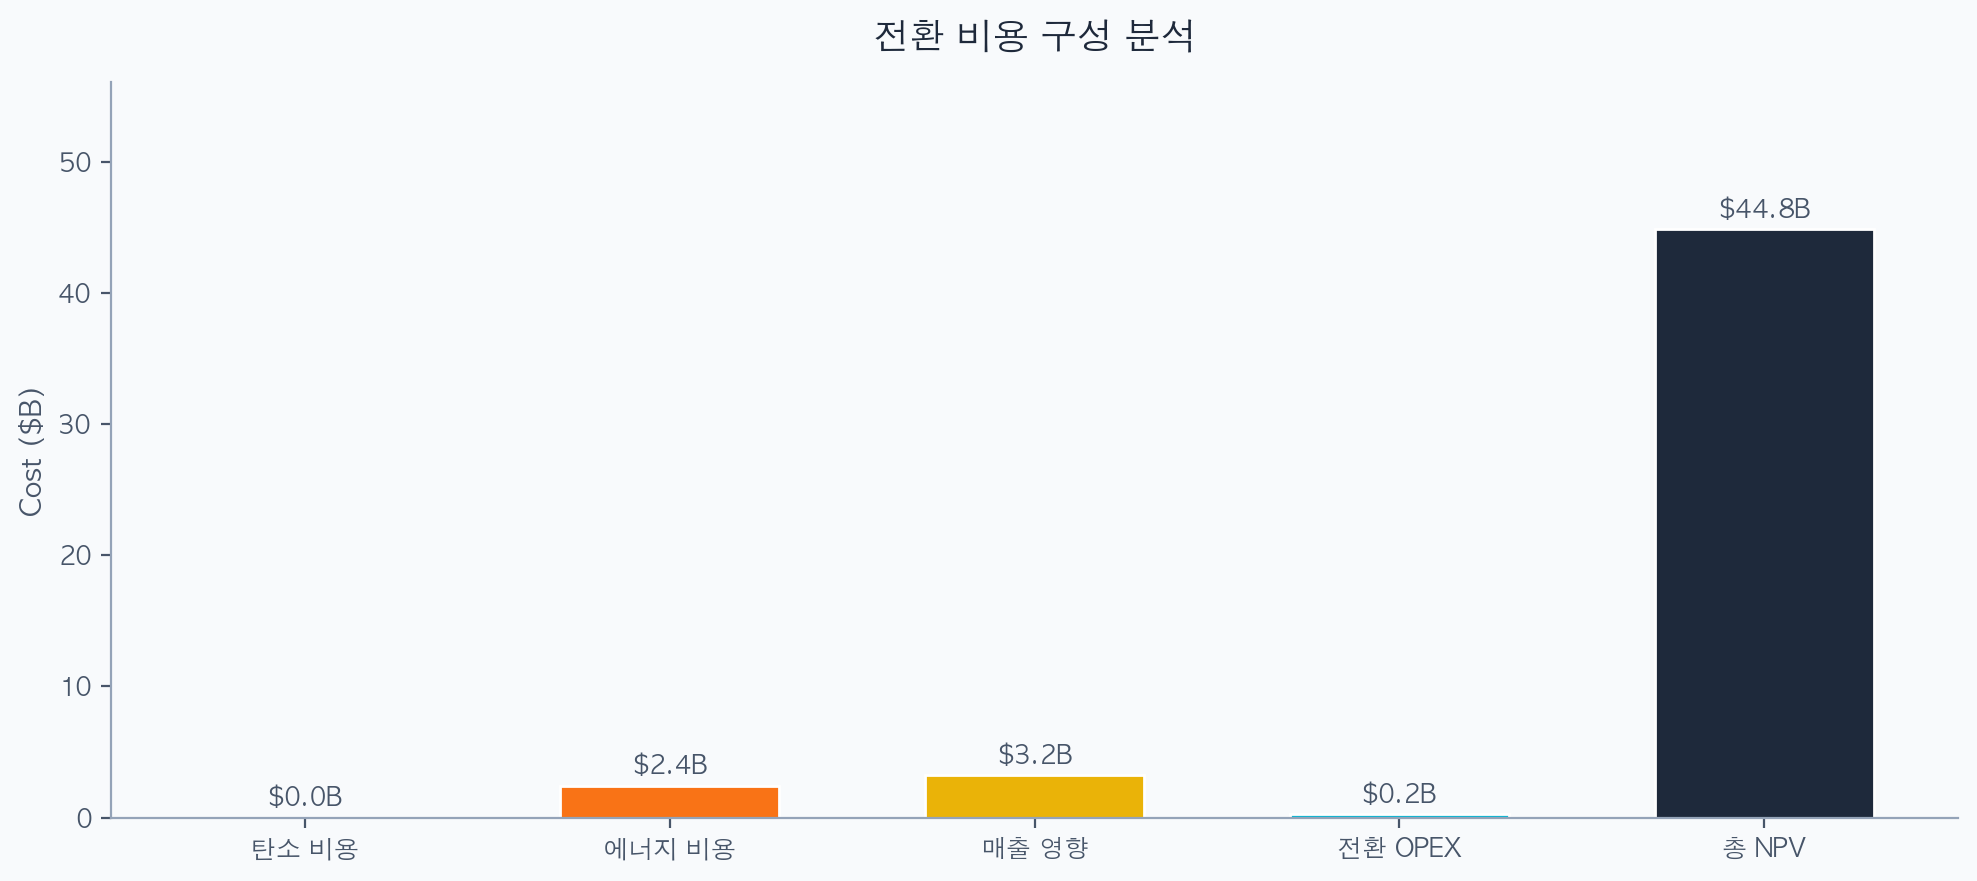 전환 비용 구성 분석
Cost ($B)
50
40
30
20
10
0
$0.0B
$2.4B
$3.2B
$0.2B
$44.8B
탄소 비용
에너지 비용
매출 영향
전환 OPEX
총 NPV